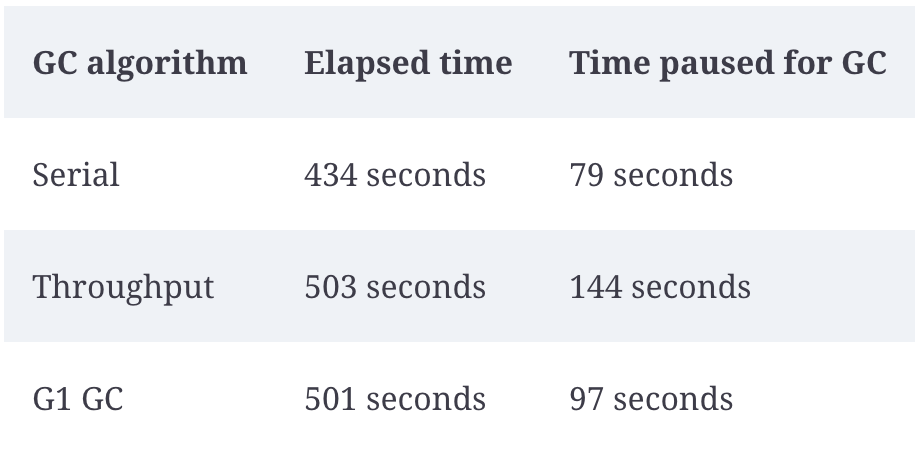 GC algorithm Elapsed time Time paused for GC
Serial 434 seconds 79 seconds
Throughput 503 seconds 144 seconds
G1 GC 501 seconds 97 seconds